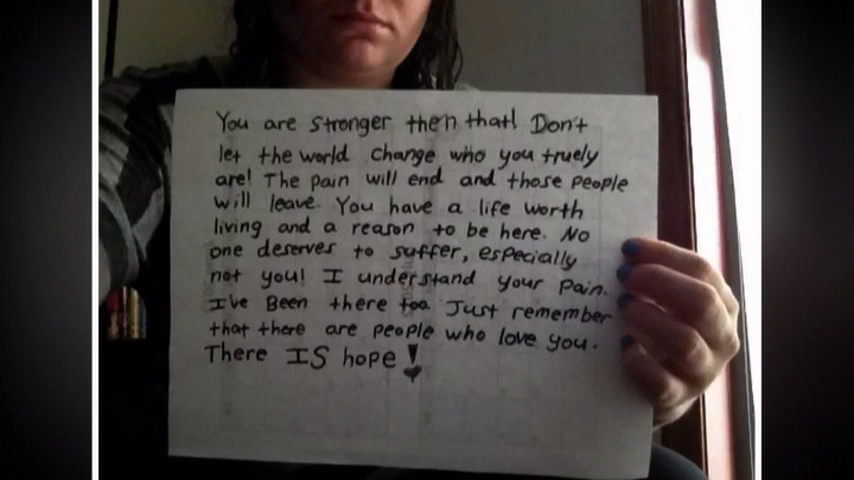 You are stronger then that! Don't
let the world change who you truely
are! The pain will end and those people
will leave. You have a life worth
living and a reason to be here. No
one deserves to suffer, especially
not you! I understand your pain.
I've Been there too. Just remember
that there are people who love you.
There IS hope!